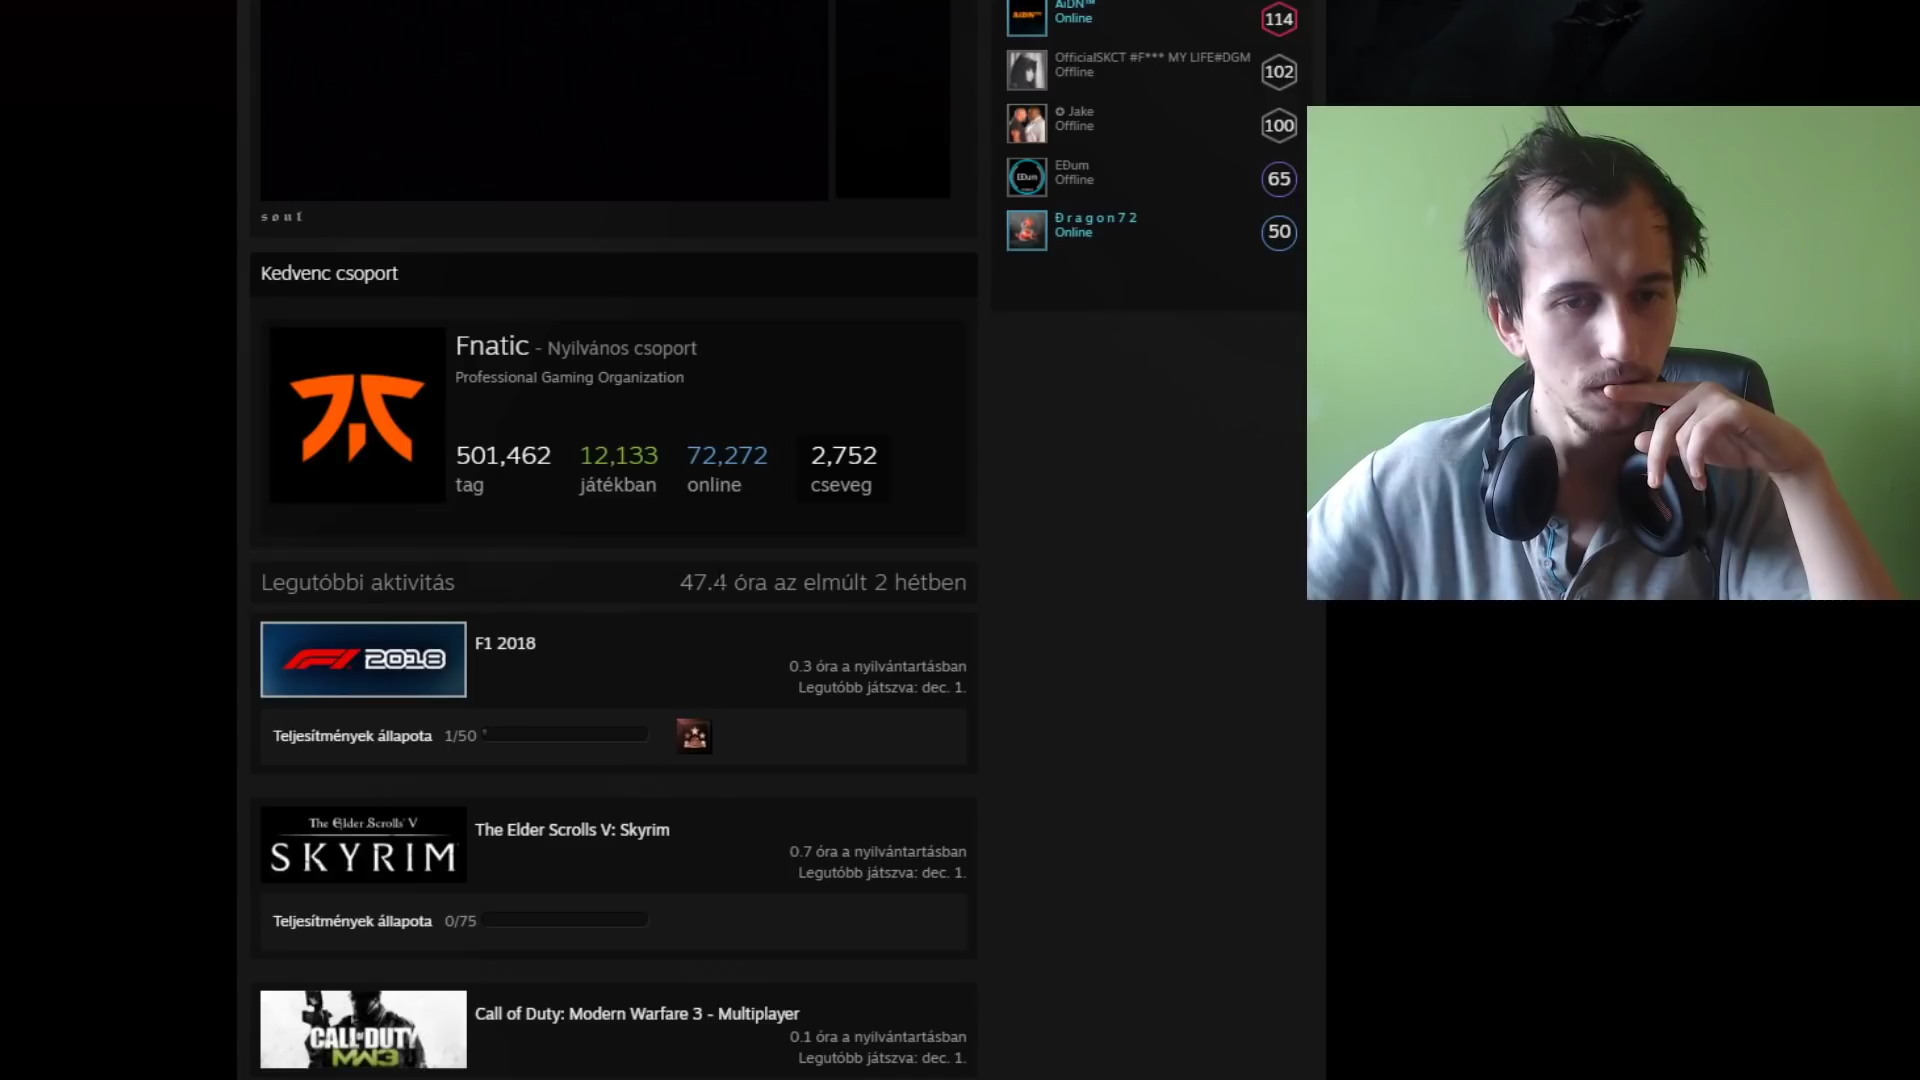 AiDN™
Online
114
OfficialSKCT #F*** MY LIFE#DGM
Offline
102
✪ Jake
Offline
100
EÐum
Offline
65
EÐum
Ðragon72
Online
50
soul
Kedvenc csoport
Fnatic - Nyilvános csoport
Professional Gaming Organization
501,462 12,133 72,272 2,752
tag játékban online cseveg
Legutóbbi aktivitás 47.4 óra az elmúlt 2 hétben
F1 2018
F1 2018
0.3 óra a nyilvántartásban
Legutóbb játszva: dec. 1.
Teljesítmények állapota 1/50
The Elder Scrolls V
SKYRIM
The Elder Scrolls V: Skyrim
0.7 óra a nyilvántartásban
Legutóbb játszva: dec. 1.
Teljesítmények állapota 0/75
CALL OF DUTY
MW3
Call of Duty: Modern Warfare 3 - Multiplayer
0.1 óra a nyilvántartásban
Legutóbb játszva: dec. 1.